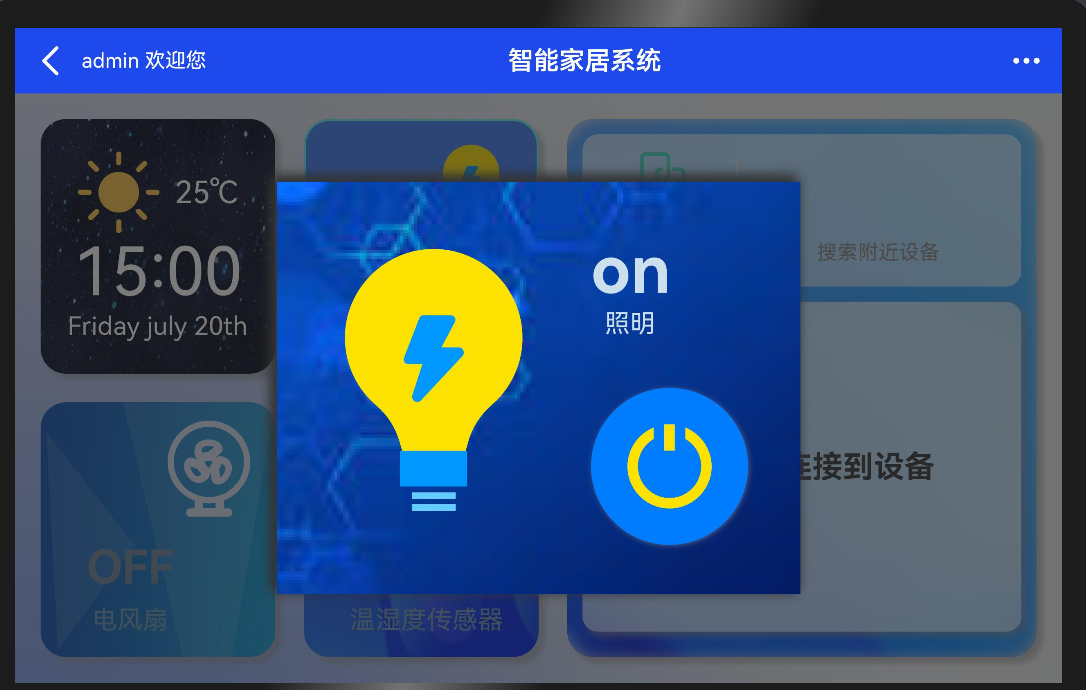 admin 欢迎您
智能家居系统
25℃
15:00
Friday july 20th
on
照明
搜索附近设备
连接到设备
OFF
电风扇
温湿度传感器